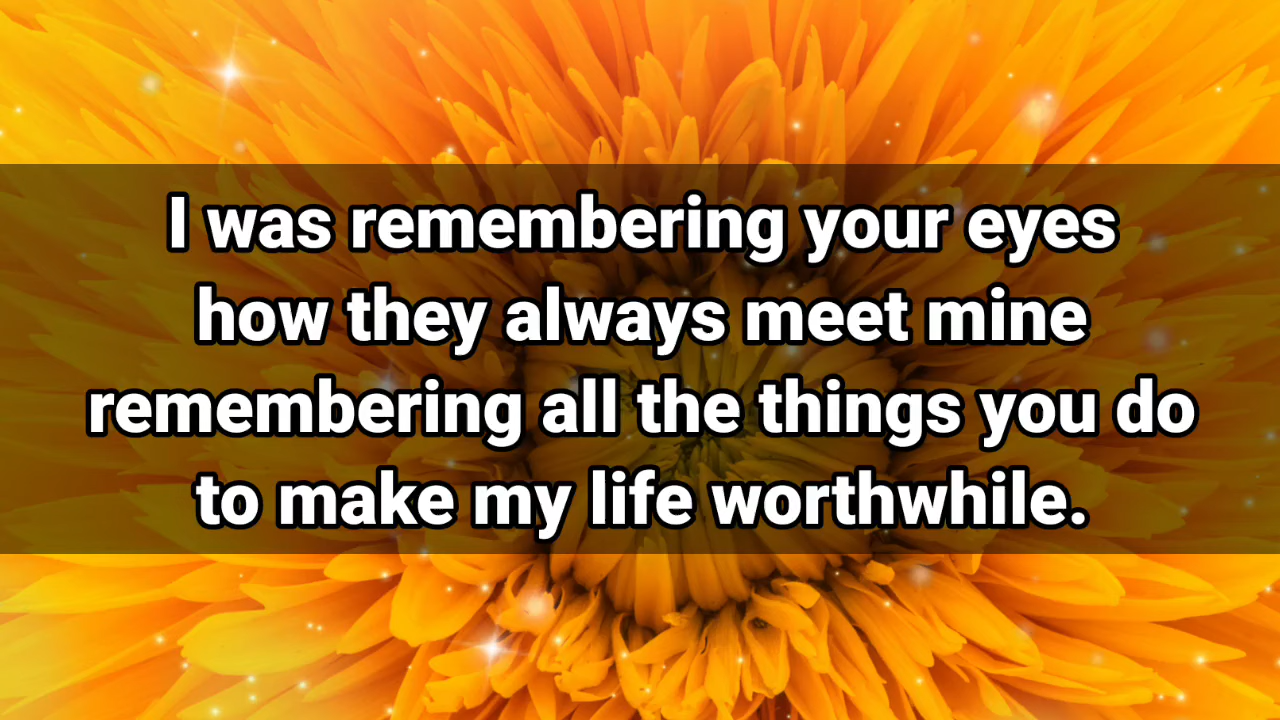 I was remembering your eyes
how they always meet mine
remembering all the things you do
to make my life worthwhile.